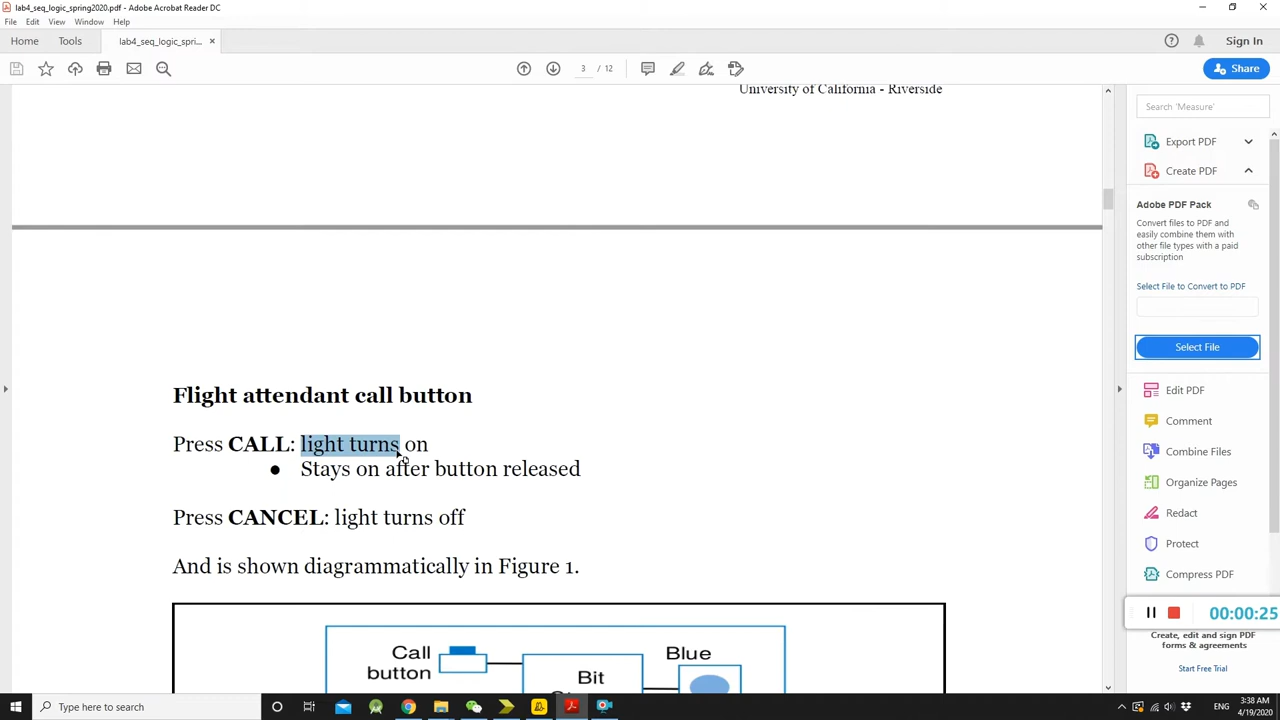 lab4_seq_logic_spring2020.pdf - Adobe Acrobat Reader DC
File Edit View Window Help
Home Tools lab4_seq_logic_spri... × Sign In
3 / 12 Share
University of California - Riverside
Search 'Measure'
Export PDF
Create PDF
Adobe PDF Pack
Convert files to PDF and
easily combine them with
other file types with a paid
subscription
Select File to Convert to PDF
Select File
Edit PDF
Comment
Combine Files
Organize Pages
Redact
Protect
Compress PDF
00:00:25
Create, edit and sign PDF
forms & agreements
Start Free Trial
Flight attendant call button
Press CALL: light turns on
● Stays on after button released
Press CANCEL: light turns off
And is shown diagrammatically in Figure 1.
Call
button
Blue
Bit
Type here to search
ENG
3:38 AM
4/19/2020